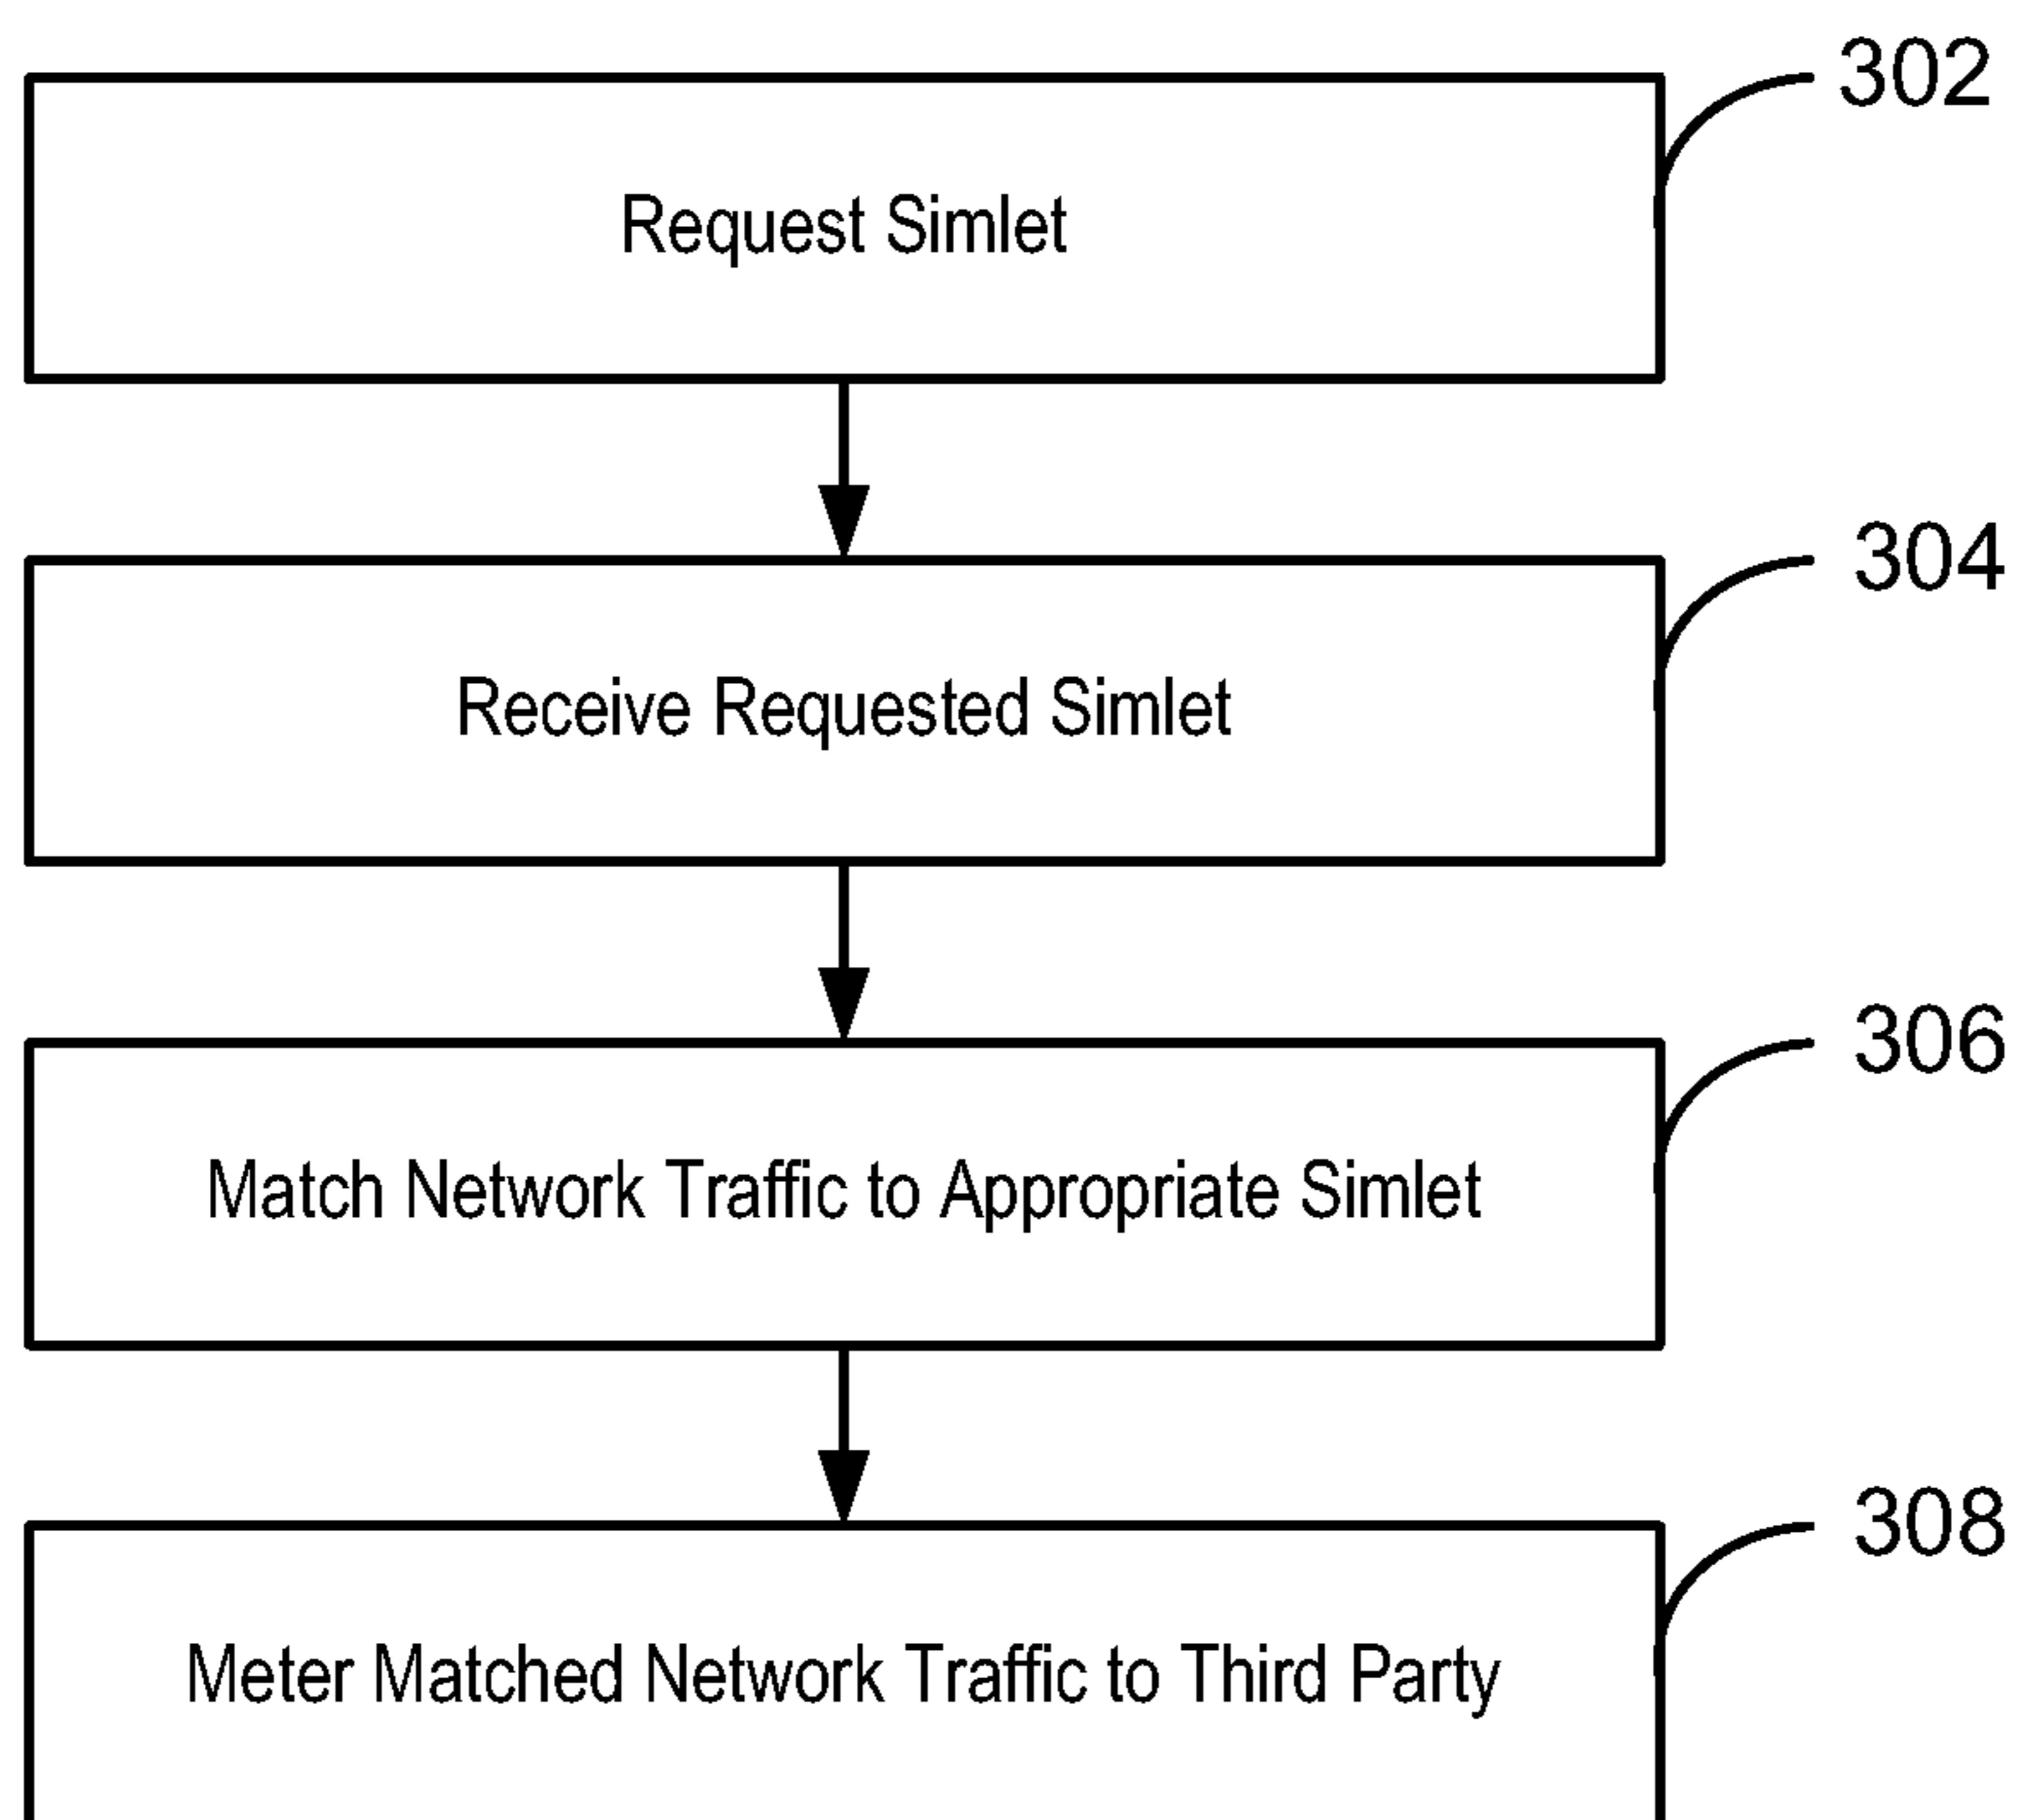 302
Request Simlet
304
Receive Requested Simlet
306
Match Network Traffic to Appropriate Simlet
308
Meter Matched Network Traffic to Third Party